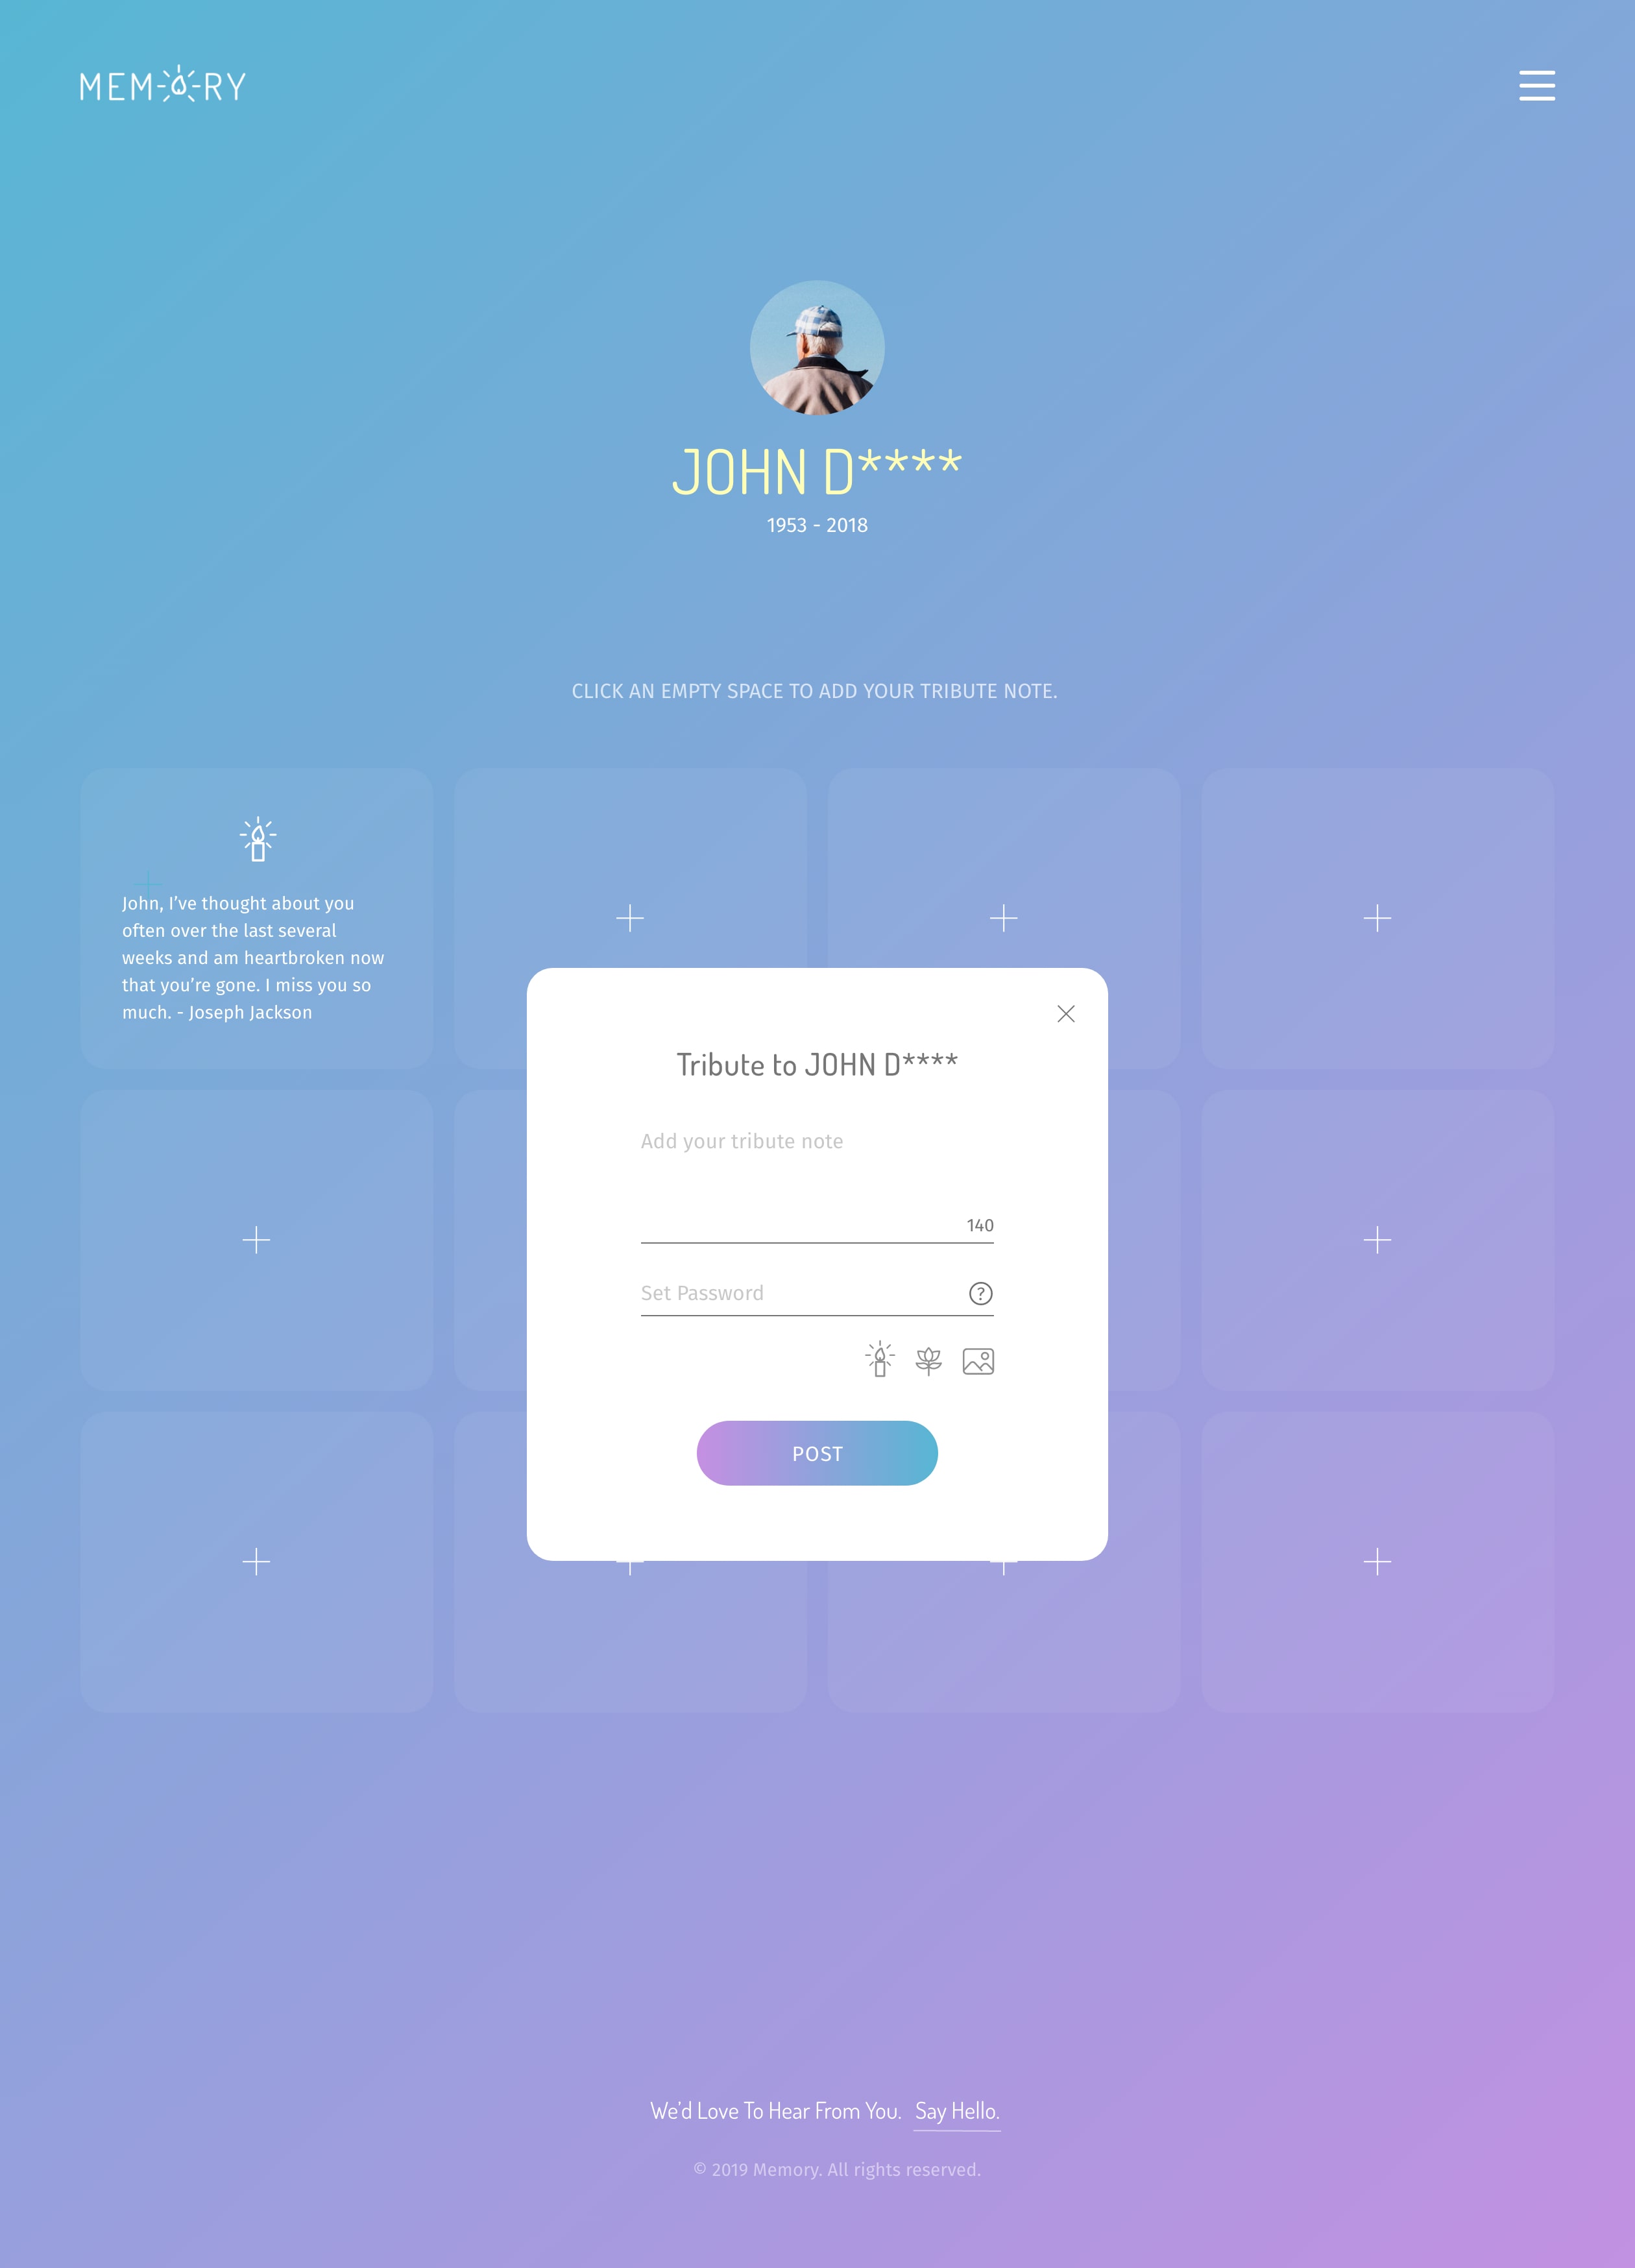 MEMORY
JOHN D****
1953 - 2018
CLICK AN EMPTY SPACE TO ADD YOUR TRIBUTE NOTE.
John, I’ve thought about you
often over the last several
weeks and am heartbroken now
that you’re gone. I miss you so
much. - Joseph Jackson
Tribute to JOHN D****
Add your tribute note
140
Set Password
?
POST
We’d Love To Hear From You. Say Hello.
© 2019 Memory. All rights reserved.